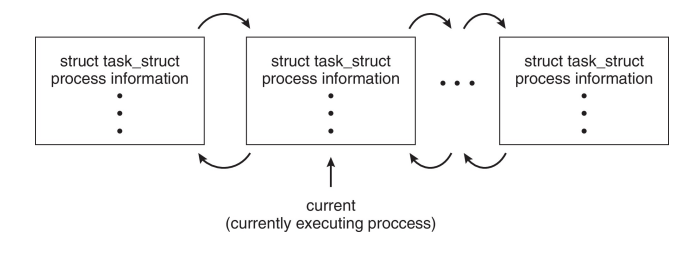 struct task_struct
process information
•
•
•
struct task_struct
process information
•
•
•
• • •
struct task_struct
process information
•
•
•
current
(currently executing proccess)